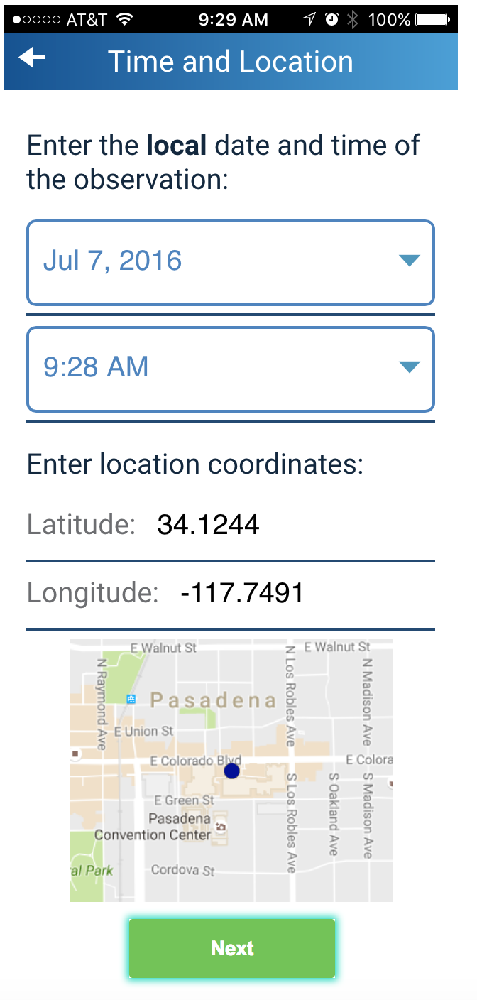 AT&T 9:29 AM 100%
Time and Location
Enter the local date and time of
the observation:
Jul 7, 2016
9:28 AM
Enter location coordinates:
Latitude: 34.1244
Longitude: -117.7491
E Walnut St
E Walnut St
N Raymond Ave
N Los Robles Ave
N Madison Ave
Pasadena
E Union St
E Colorado Blvd
E Colora
E Green St
S Los Robles Ave
S Oakland Ave
S Madison Ave
Pasadena
Convention Center
al Park
Cordova St
Next